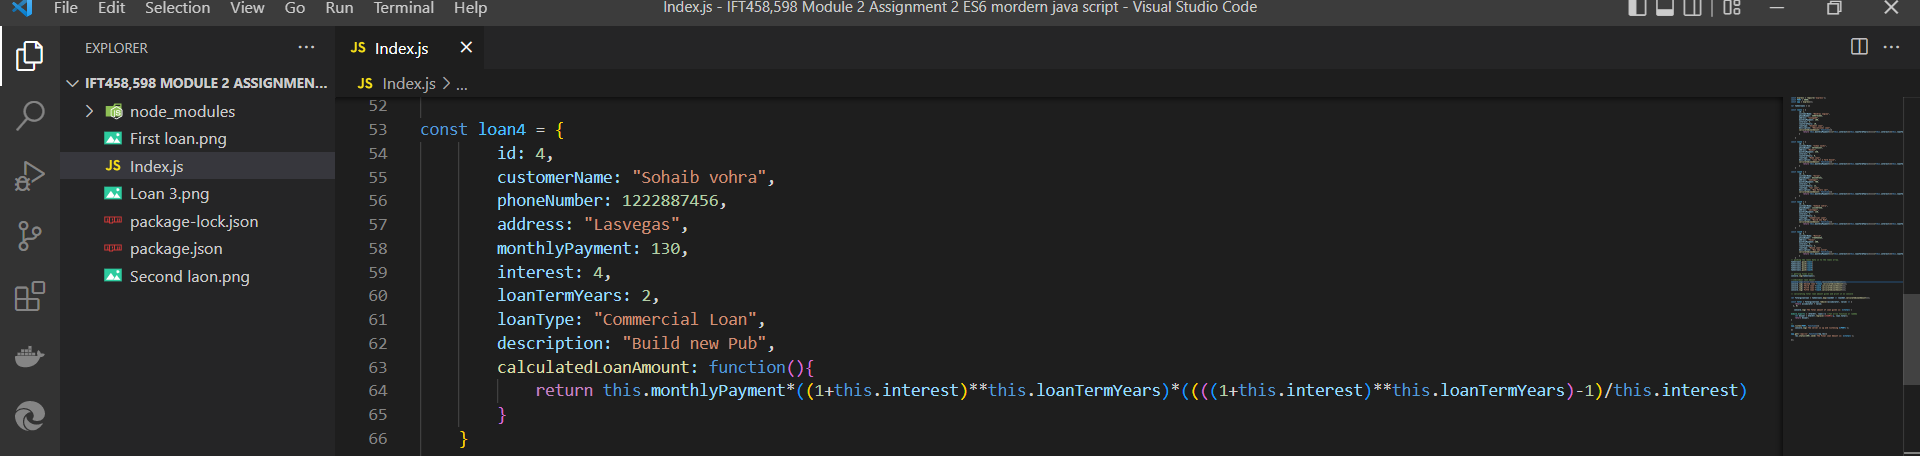 File Edit Selection View Go Run Terminal Help
Index.js - IFT458,598 Module 2 Assignment 2 ES6 mordern java script - Visual Studio Code
EXPLORER
IFT458,598 MODULE 2 ASSIGNMEN...
node_modules
First loan.png
JS Index.js
Loan 3.png
package-lock.json
package.json
Second laon.png
JS Index.js
JS Index.js > ...
52
53 const loan4 = {
54 id: 4,
55 customerName: "Sohaib vohra",
56 phoneNumber: 1222887456,
57 address: "Lasvegas",
58 monthlyPayment: 130,
59 interest: 4,
60 loanTermYears: 2,
61 loanType: "Commercial Loan",
62 description: "Build new Pub",
63 calculatedLoanAmount: function(){
64 return this.monthlyPayment*((1+this.interest)**this.loanTermYears)*((((1+this.interest)**this.loanTermYears)-1)/this.interest)
65 }
66 }